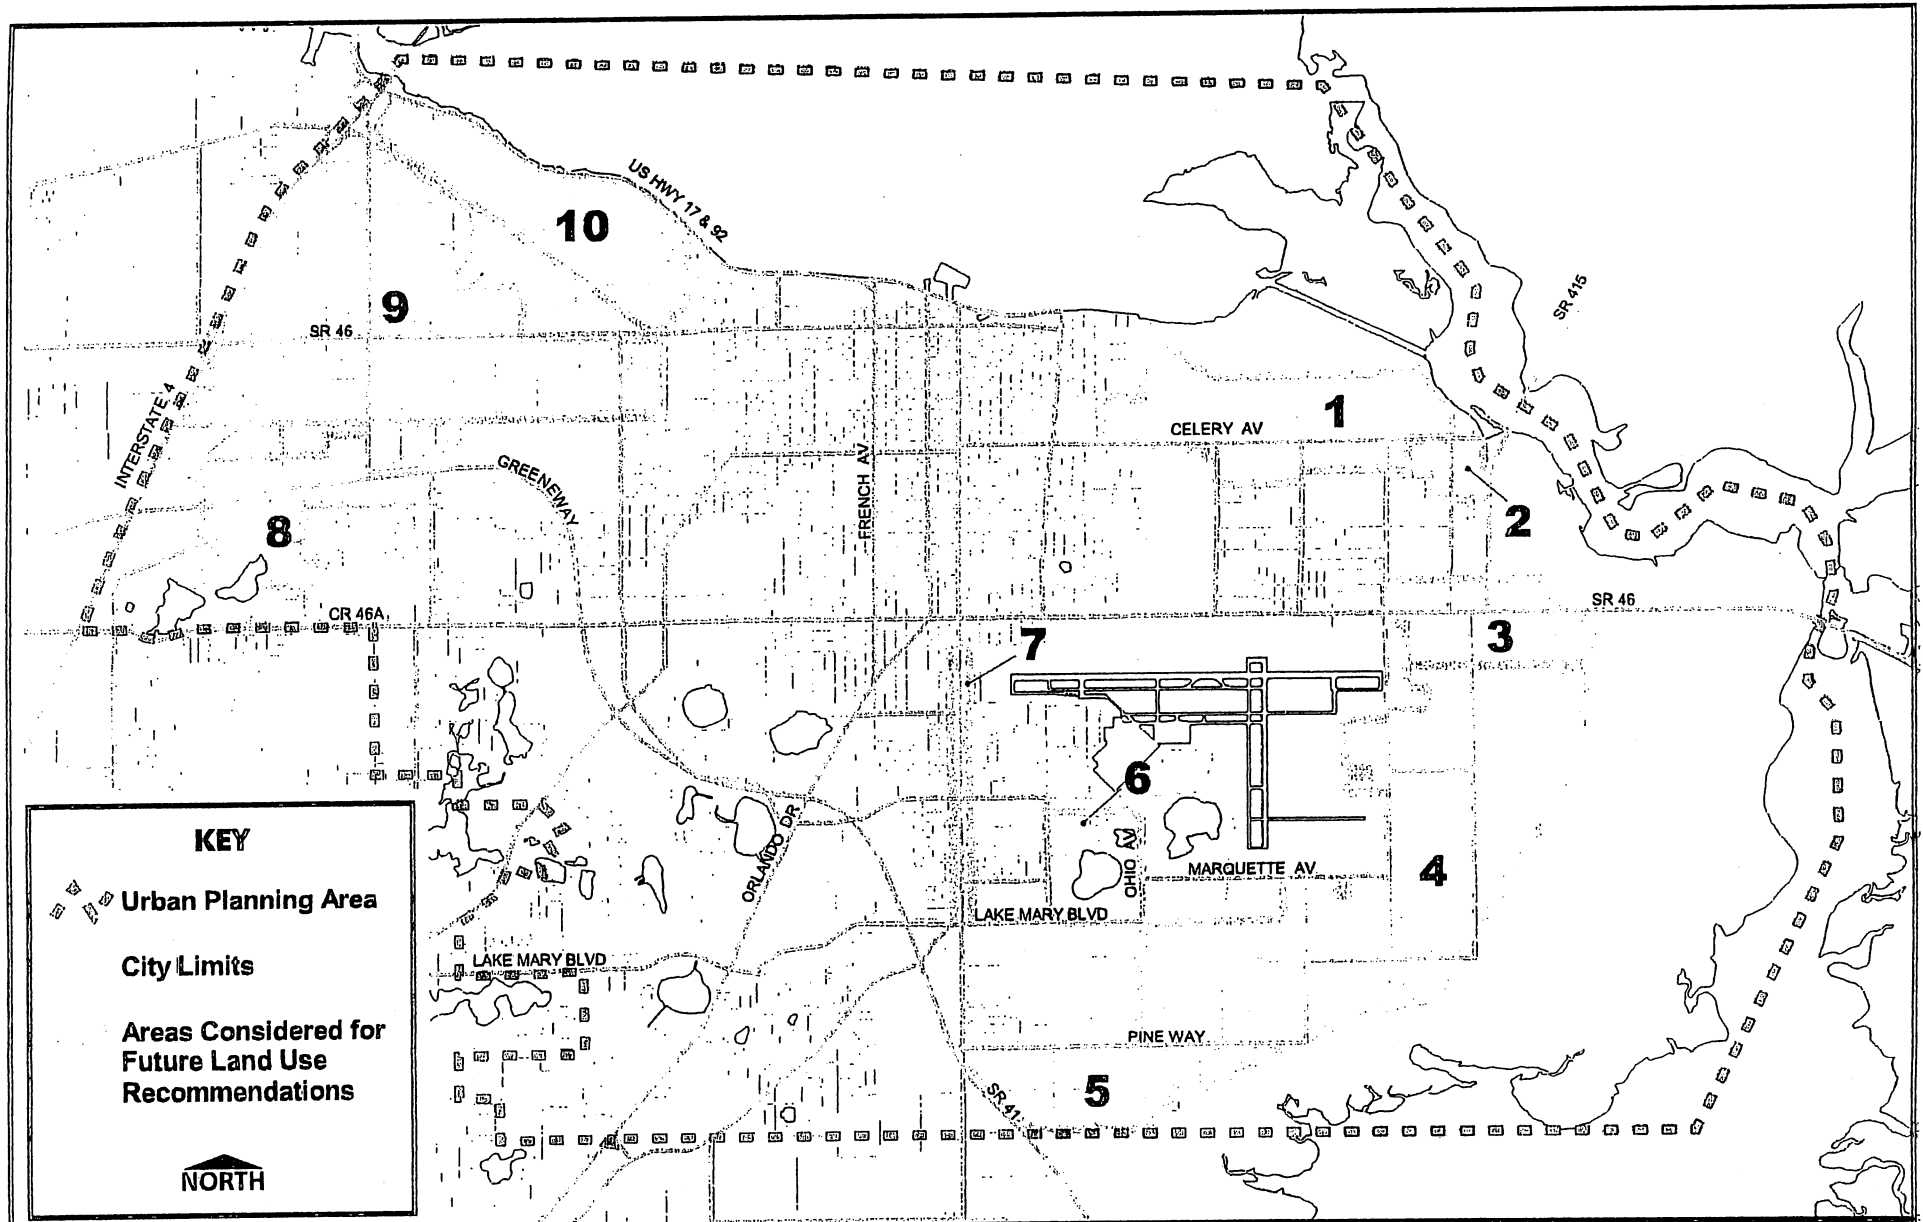 US HWY 17 & 92
10
9
SR 46
SR 415
INTERSTATE 4
1
CELERY AV
GREENEWAY
FRENCH AV
8
2
CR 46A
SR 46
7
3
6
ORLANDO DR
OHIO AV
MARQUETTE AV
4
LAKE MARY BLVD
LAKE MARY BLVD
PINE WAY
5
SR 41
KEY
Urban Planning Area
City Limits
Areas Considered for
Future Land Use
Recommendations
NORTH